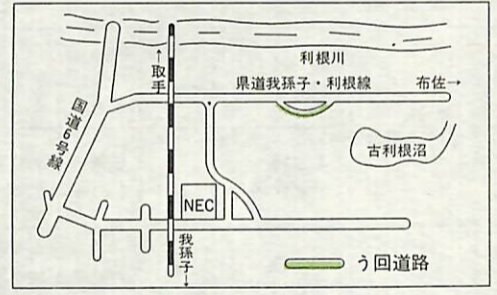 利根川
←取手
県道我孫子・利根線
布佐→
国道6号線
古利根沼
NEC
我孫子→
う回道路